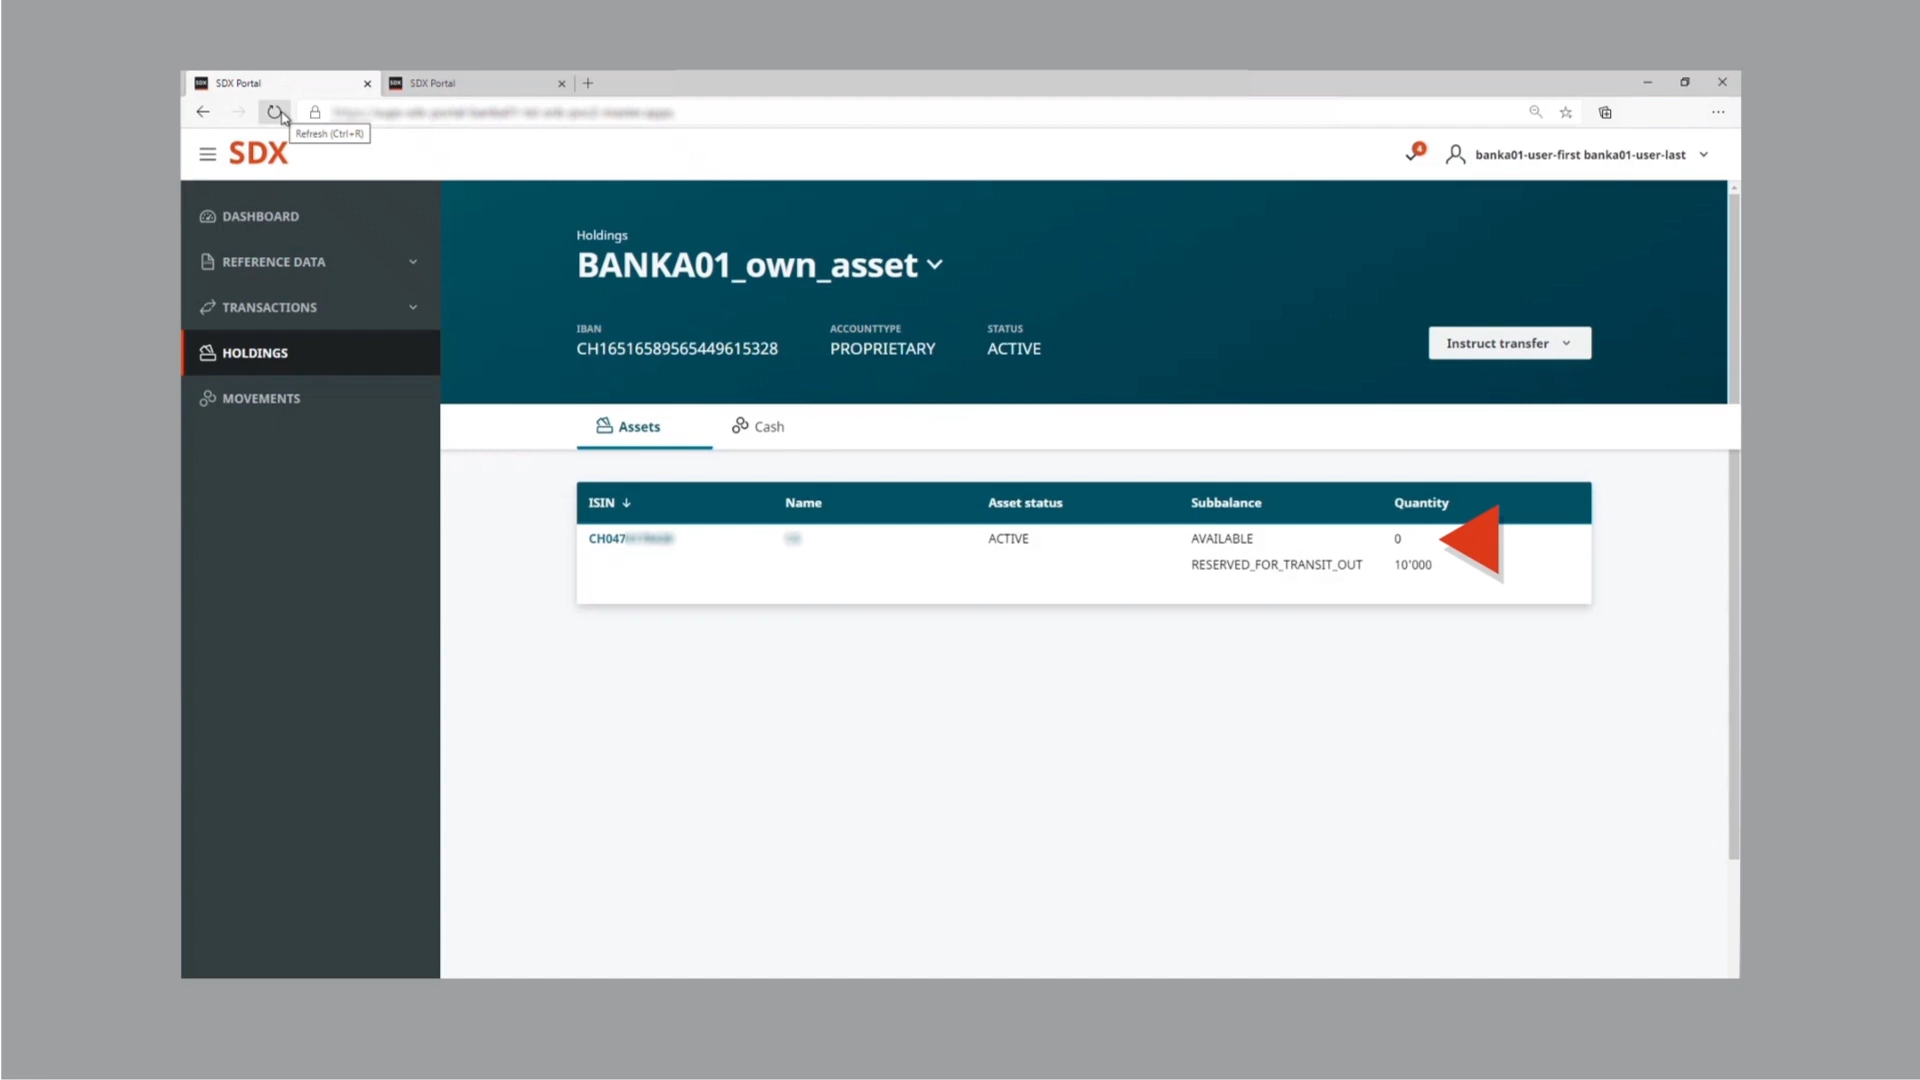 SDX Portal
SDX Portal
Refresh (Ctrl+R)
SDX
4
banka01-user-first banka01-user-last
DASHBOARD
REFERENCE DATA
TRANSACTIONS
HOLDINGS
MOVEMENTS
Holdings
BANKA01_own_asset
IBAN ACCOUNTTYPE STATUS
CH16516589565449615328 PROPRIETARY ACTIVE
Instruct transfer
Assets Cash
ISIN Name Asset status Subbalance Quantity
CH047 ACTIVE AVAILABLE 0
RESERVED_FOR_TRANSIT_OUT 10'000